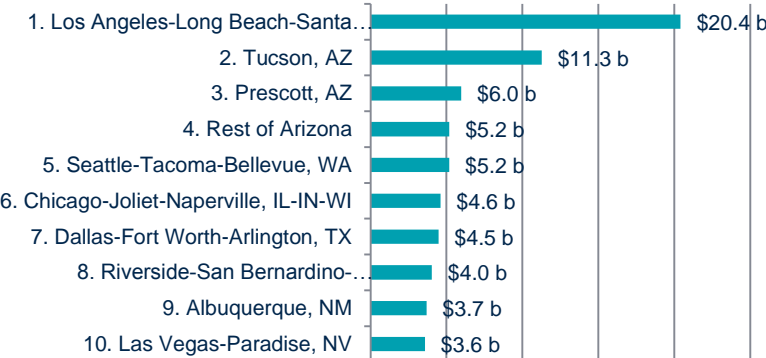 1. Los Angeles-Long Beach-Santa… $20.4 b
2. Tucson, AZ $11.3 b
3. Prescott, AZ $6.0 b
4. Rest of Arizona $5.2 b
5. Seattle-Tacoma-Bellevue, WA $5.2 b
6. Chicago-Joliet-Naperville, IL-IN-WI $4.6 b
7. Dallas-Fort Worth-Arlington, TX $4.5 b
8. Riverside-San Bernardino-… $4.0 b
9. Albuquerque, NM $3.7 b
10. Las Vegas-Paradise, NV $3.6 b